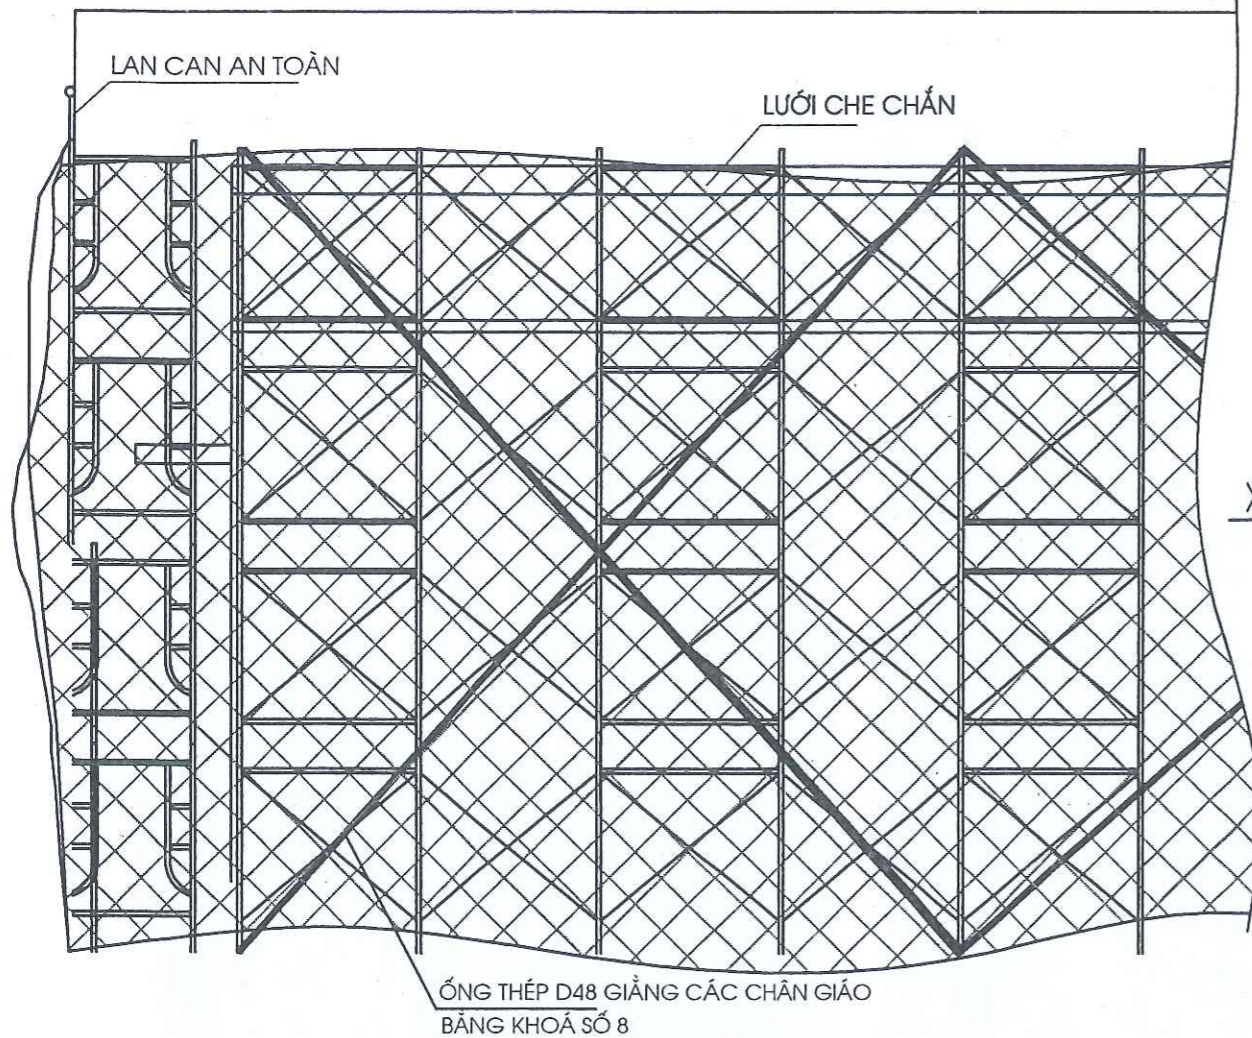 LAN CAN AN TOÀN
LƯỚI CHE CHẮN
ỐNG THÉP D48 GIẰNG CÁC CHÂN GIÁO
BẰNG KHOÁ SỐ 8